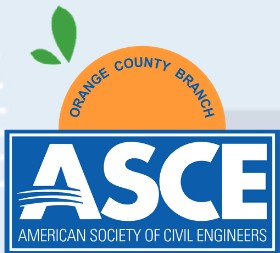 ORANGE COUNTY BRANCH
ASCE
AMERICAN SOCIETY OF CIVIL ENGINEERS